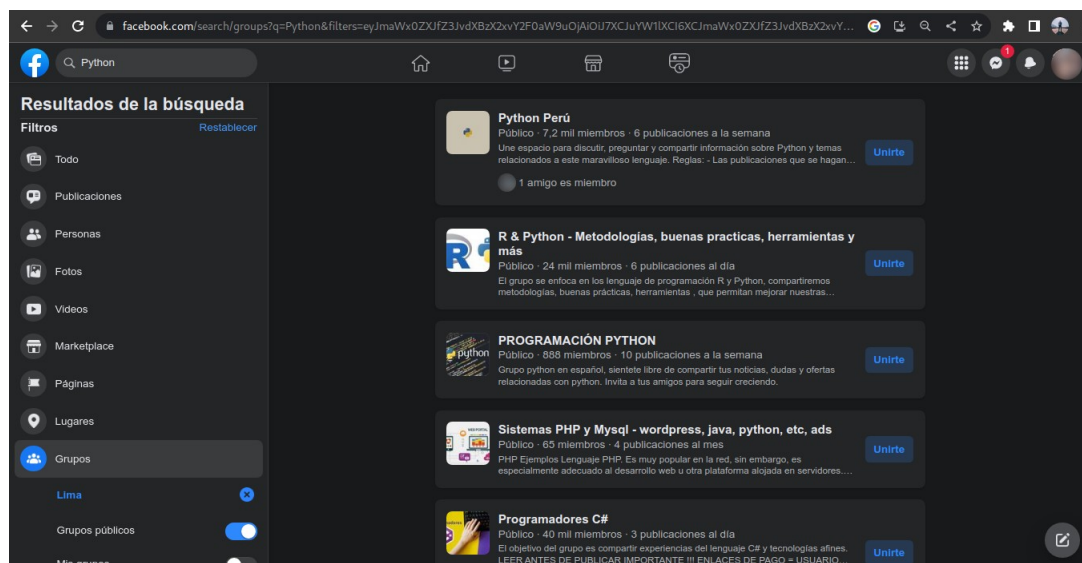 facebook.com/search/groups?q=Python&filters=eyJmaWx0ZXJfZ3JvdXBzX2xvY2F0aW9uOjAiOiJ7XCJuYW1lXCI6XCJmaWx0ZXJfZ3JvdXBzX2xvY...
Python
1
Resultados de la búsqueda
Filtros
Restablecer
Todo
Publicaciones
Personas
Fotos
Videos
Marketplace
Páginas
Lugares
Grupos
Lima
Grupos públicos
Mis grupos
Python Perú
Público · 7,2 mil miembros · 6 publicaciones a la semana
Une espacio para discutir, preguntar y compartir información sobre Python y temas
relacionados a este maravilloso lenguaje. Reglas: - Las publicaciones que se hagan…
1 amigo es miembro
Unirte
R & Python - Metodologías, buenas practicas, herramientas y
más
Público · 24 mil miembros · 6 publicaciones al día
El grupo se enfoca en los lenguaje de programación R y Python, compartiremos
metodologías, buenas prácticas, herramientas , que permitan mejorar nuestras…
Unirte
python
PROGRAMACIÓN PYTHON
Público · 888 miembros · 10 publicaciones a la semana
Grupo python en español, sientete libre de compartir tus noticias, dudas y ofertas
relacionadas con python. Invita a tus amigos para seguir creciendo.
Unirte
Sistemas PHP y Mysql - wordpress, java, python, etc, ads
Público · 65 miembros · 4 publicaciones al mes
PHP Ejemplos Lenguaje PHP. Es muy popular en la red, sin embargo, es
especialmente adecuado al desarrollo web u otra plataforma alojada en servidores.…
Unirte
Programadores C#
Público · 40 mil miembros · 3 publicaciones al día
El objetivo del grupo es compartir experiencias del lenguaje C# y tecnologías afines.
LEER ANTES DE PUBLICAR IMPORTANTE !!! ENLACES DE PAGO = USUARIO…
Unirte